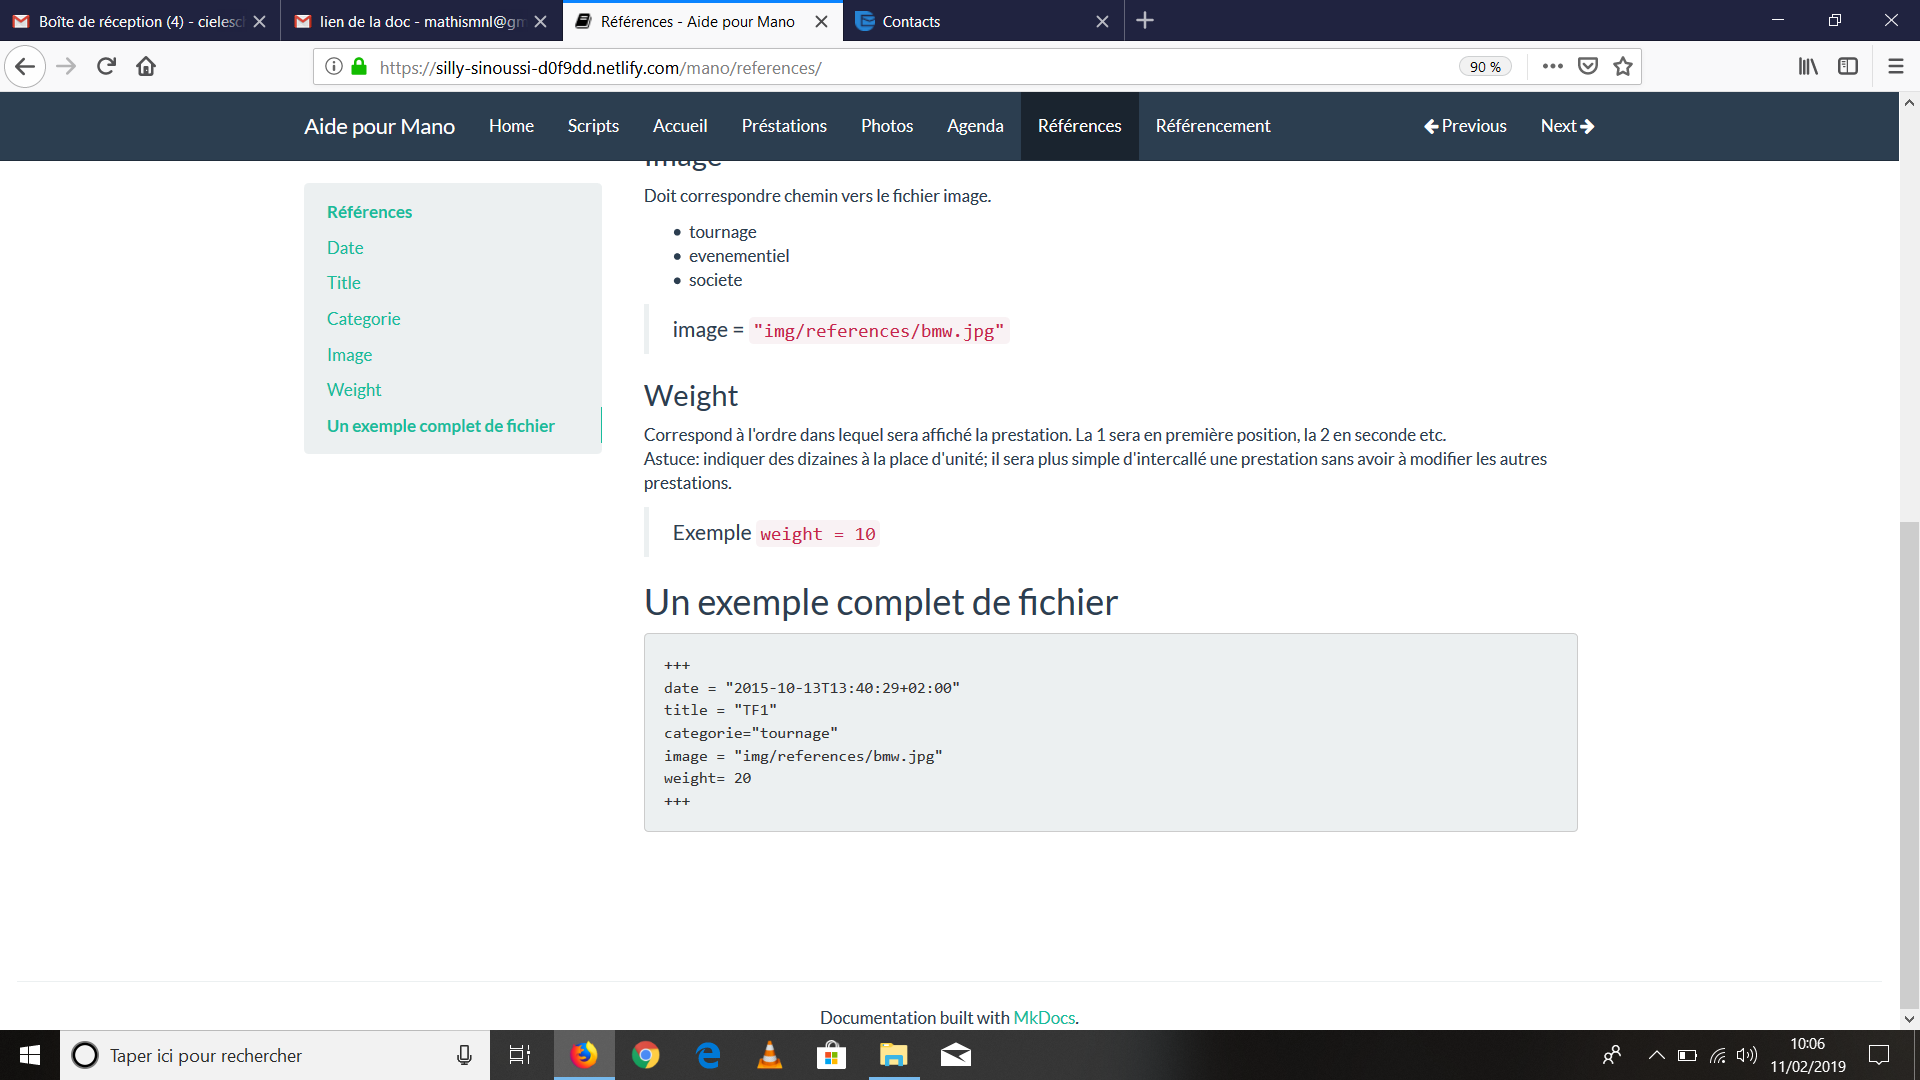 Boîte de réception (4) - cielesc
lien de la doc - mathismnl@gm
Références - Aide pour Mano
Contacts
https://silly-sinoussi-d0f9dd.netlify.com/mano/references/
90 %
Aide pour Mano
Home
Scripts
Accueil
Préstations
Photos
Agenda
Références
Référencement
Previous
Next
Références
Date
Title
Categorie
Image
Weight
Un exemple complet de fichier
Image
Doit correspondre chemin vers le fichier image.
tournage
evenementiel
societe
image = "img/references/bmw.jpg"
Weight
Correspond à l'ordre dans lequel sera affiché la prestation. La 1 sera en première position, la 2 en seconde etc.
Astuce: indiquer des dizaines à la place d'unité; il sera plus simple d'intercallé une prestation sans avoir à modifier les autres
prestations.
Exemple weight = 10
Un exemple complet de fichier
+++
date = "2015-10-13T13:40:29+02:00"
title = "TF1"
categorie="tournage"
image = "img/references/bmw.jpg"
weight= 20
+++
Documentation built with MkDocs.
Taper ici pour rechercher
10:06
11/02/2019